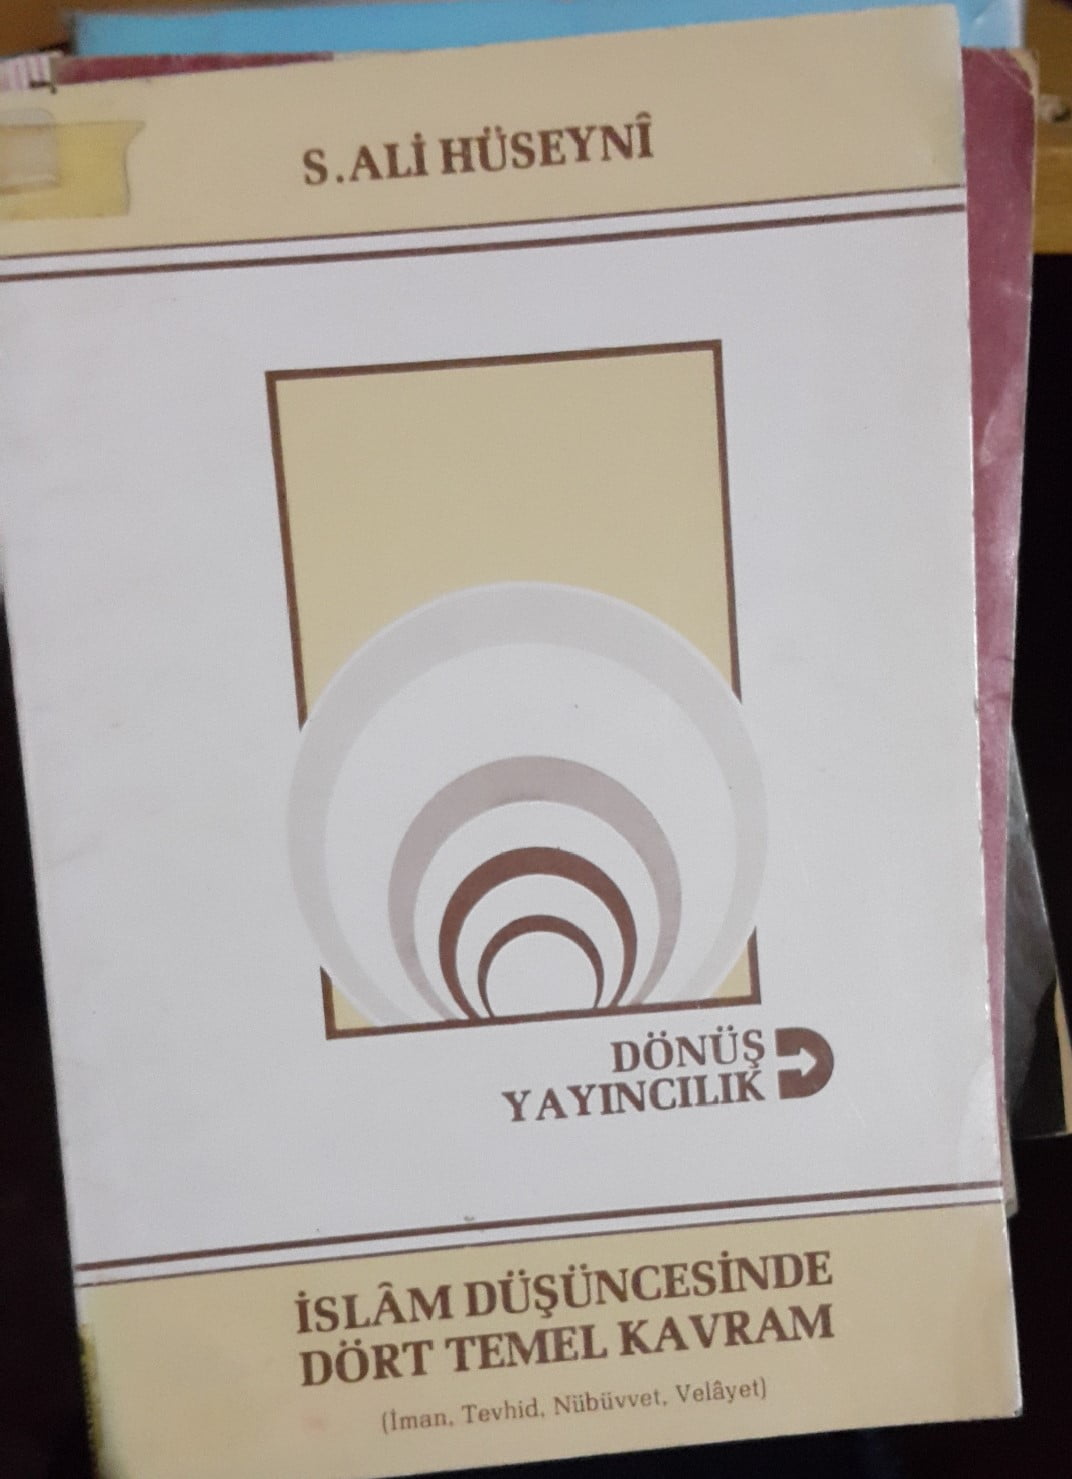 S.ALİ HÜSEYNÎ
DÖNÜŞ
YAYINCILIK
İSLÂM DÜŞÜNCESİNDE
DÖRT TEMEL KAVRAM
(İman, Tevhid, Nübüvvet, Velâyet)